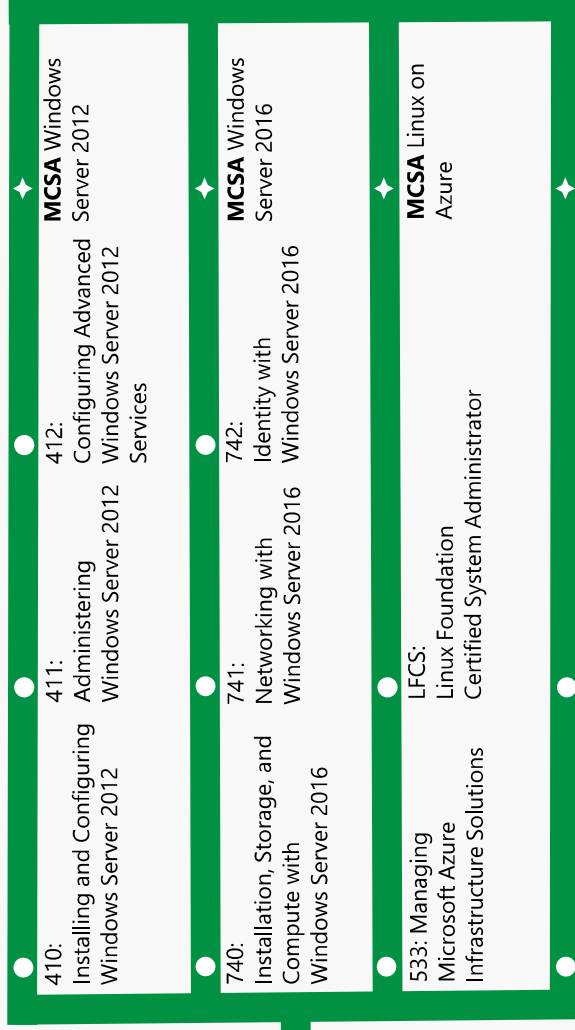 410:
Installing and Configuring
Windows Server 2012
411:
Administering
Windows Server 2012
412:
Configuring Advanced
Windows Server 2012
Services
MCSA Windows
Server 2012
740:
Installation, Storage, and
Compute with
Windows Server 2016
741:
Networking with
Windows Server 2016
742:
Identity with
Windows Server 2016
MCSA Windows
Server 2016
533: Managing
Microsoft Azure
Infrastructure Solutions
LFCS:
Linux Foundation
Certified System Administrator
MCSA Linux on
Azure